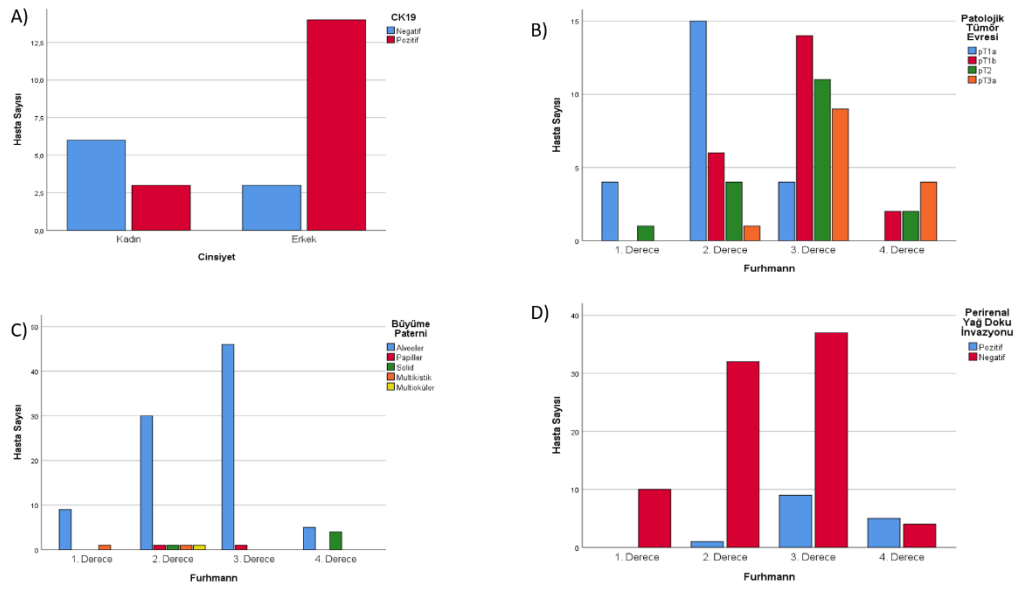 A)
CK19
Negatif
Pozitif
Hasta Sayısı
12,5
10,0
7,5
5,0
2,5
0,0
Kadın
Erkek
Cinsiyet
B)
Patolojik
Tümör
Evresi
pT1a
pT1b
pT2
pT3a
Hasta Sayısı
15
10
5
0
1. Derece
2. Derece
3. Derece
4. Derece
Furhmann
C)
Büyüme
Paterni
Alveoler
Papiller
Solid
Multikistik
Multioküler
Hasta Sayısı
50
40
30
20
10
0
1. Derece
2. Derece
3. Derece
4. Derece
Furhmann
D)
Perirenal
Yağ Doku
İnvazyonu
Pozitif
Negatif
Hasta Sayısı
40
30
20
10
0
1. Derece
2. Derece
3. Derece
4. Derece
Furhmann